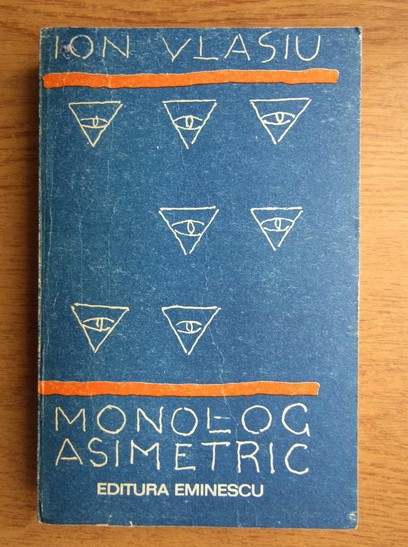 ION VLASIU
MONOLOG
ASIMETRIC
EDITURA EMINESCU